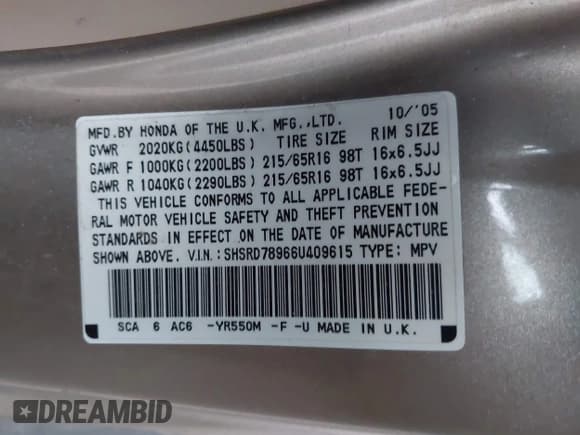 MFD.BY HONDA OF THE U.K. MFG.,LTD. 10/'05
GVWR 2020KG(4450LBS) TIRE SIZE RIM SIZE
GAWR F 1000KG(2200LBS) 215/65R16 98T 16x6.5JJ
GAWR R 1040KG(2290LBS) 215/65R16 98T 16x6.5JJ
THIS VEHICLE CONFORMS TO ALL APPLICABLE FEDE-
RAL MOTOR VEHICLE SAFETY AND THEFT PREVENTION
STANDARDS IN EFFECT ON THE DATE OF MANUFACTURE
SHOWN ABOVE. V.I.N.:SHSRD78966U409615 TYPE: MPV
SCA 6 AC6 -YR550M -F -U MADE IN U.K.
DREAMBID